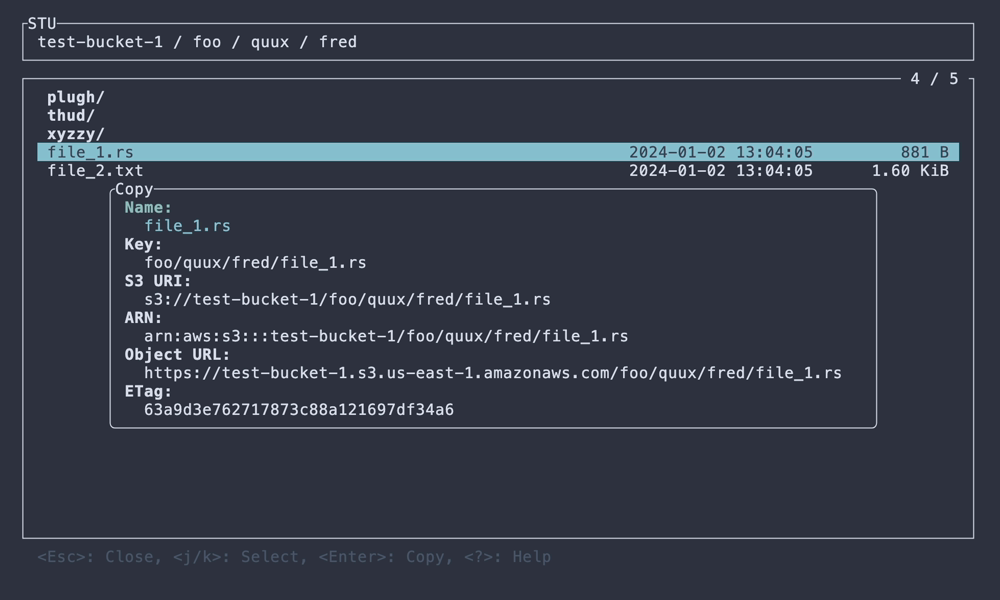 STU
test-bucket-1 / foo / quux / fred
4 / 5
plugh/
thud/
xyzzy/
file_1.rs 2024-01-02 13:04:05 881 B
file_2.txt 2024-01-02 13:04:05 1.60 KiB
Copy
Name:
file_1.rs
Key:
foo/quux/fred/file_1.rs
S3 URI:
s3://test-bucket-1/foo/quux/fred/file_1.rs
ARN:
arn:aws:s3:::test-bucket-1/foo/quux/fred/file_1.rs
Object URL:
https://test-bucket-1.s3.us-east-1.amazonaws.com/foo/quux/fred/file_1.rs
ETag:
63a9d3e762717873c88a121697df34a6
<Esc>: Close, <j/k>: Select, <Enter>: Copy, <?>: Help